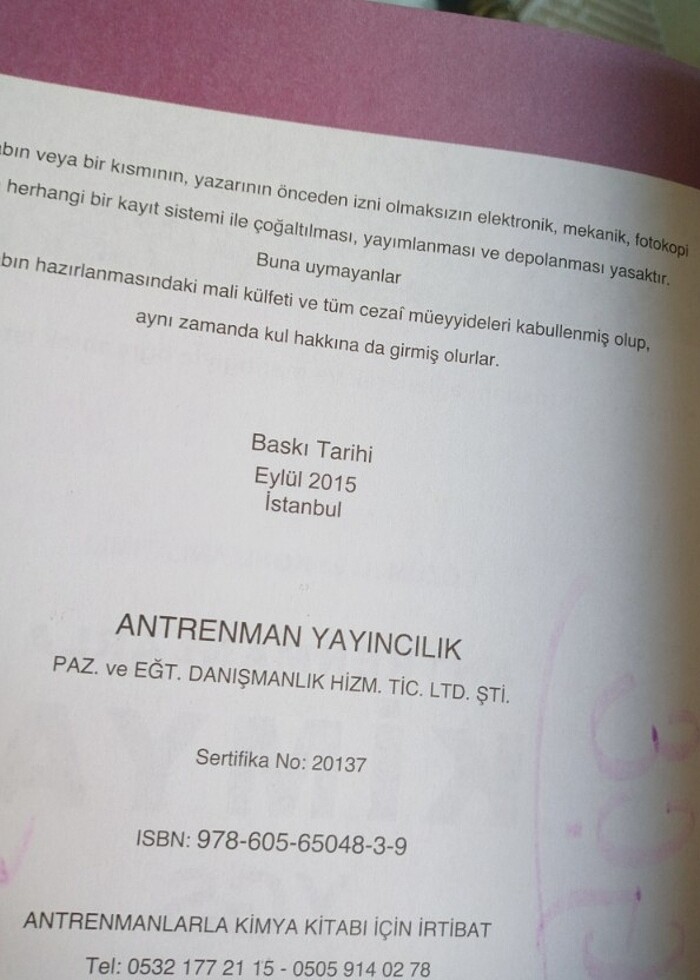 bın veya bir kısmının, yazarının önceden izni olmaksızın elektronik, mekanik, fotokopi
herhangi bir kayıt sistemi ile çoğaltılması, yayımlanması ve depolanması yasaktır.
Buna uymayanlar
bın hazırlanmasındaki mali külfeti ve tüm cezaî müeyyideleri kabullenmiş olup,
aynı zamanda kul hakkına da girmiş olurlar.
Baskı Tarihi
Eylül 2015
İstanbul
ANTRENMAN YAYINCILIK
PAZ. ve EĞT. DANIŞMANLIK HİZM. TİC. LTD. ŞTİ.
Sertifika No: 20137
ISBN: 978-605-65048-3-9
ANTRENMANLARLA KİMYA KİTABI İÇİN İRTİBAT
Tel: 0532 177 21 15 - 0505 914 02 78